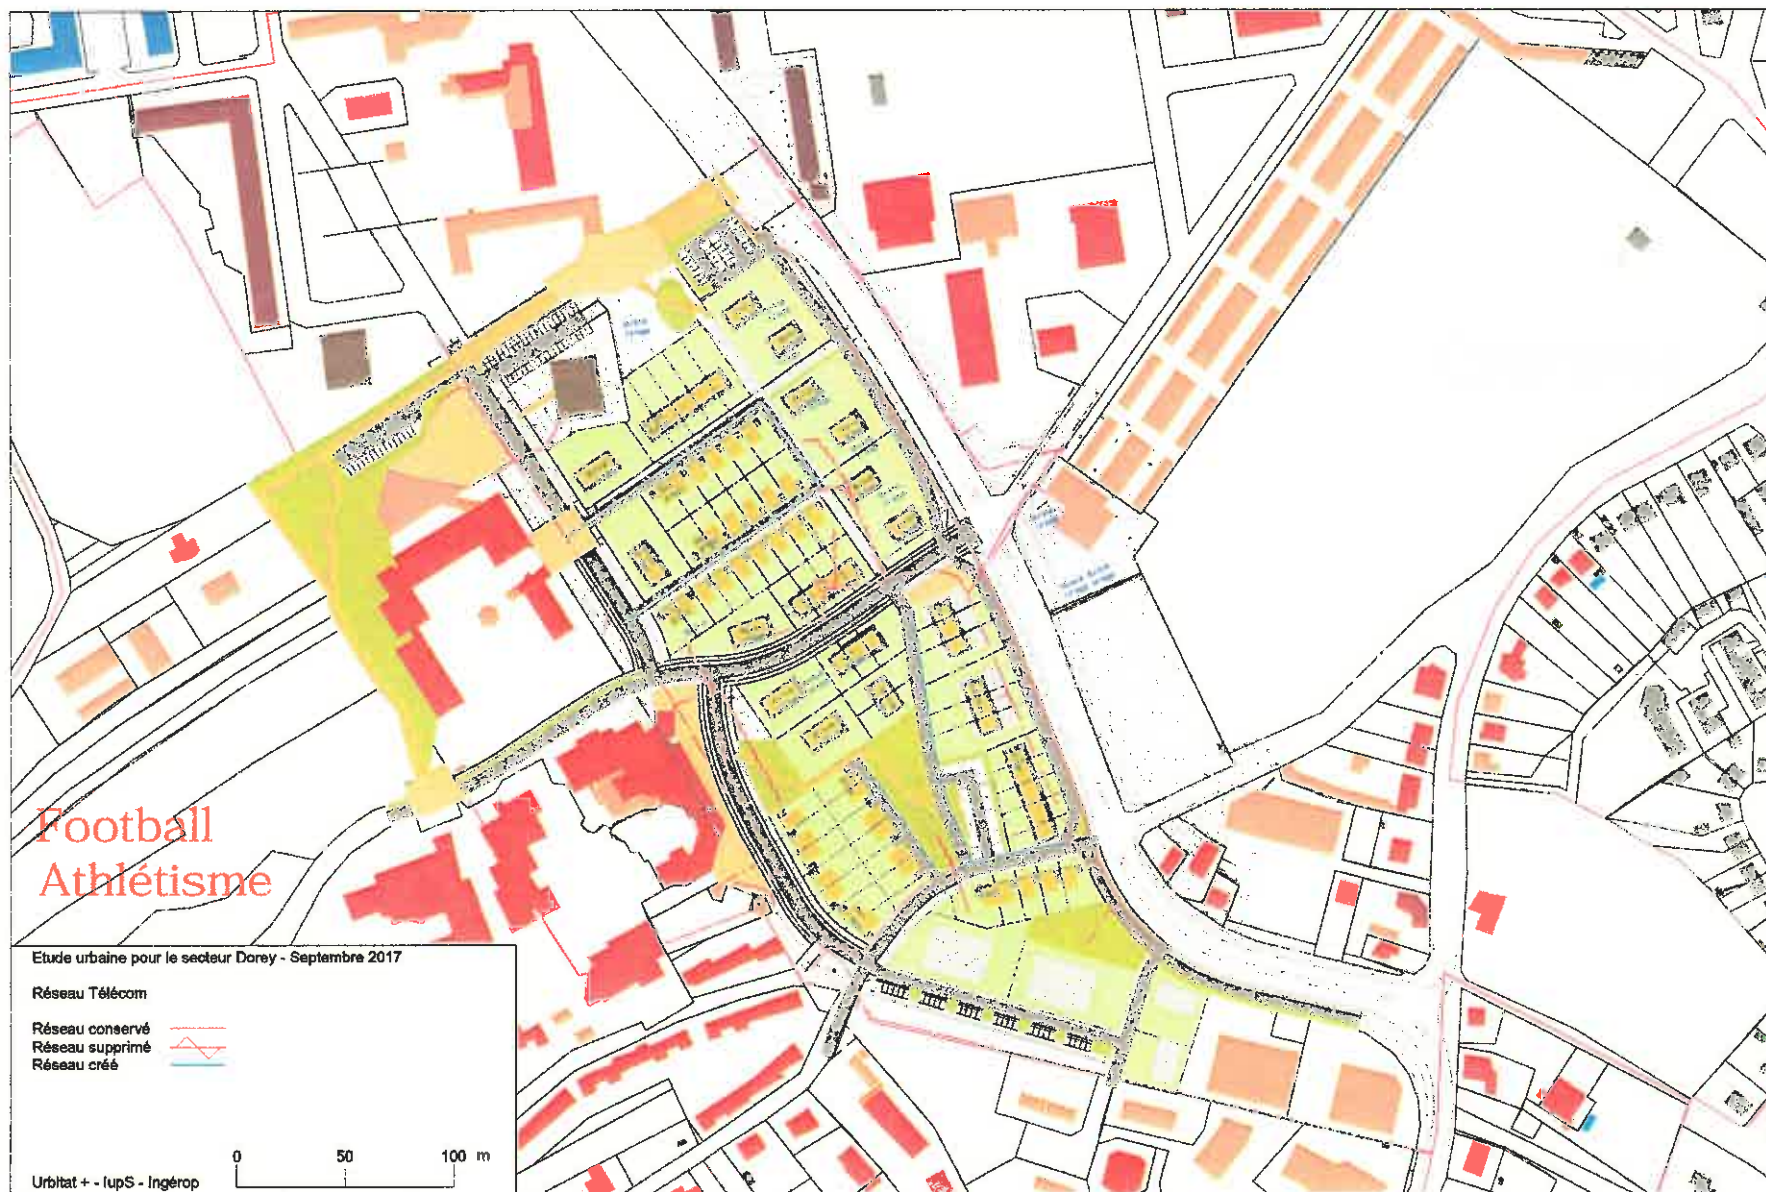 Football
Athlétisme
Etude urbaine pour le secteur Dorey - Septembre 2017
Réseau Télécom
Réseau conservé
Réseau supprimé
Réseau créé
0 50 100 m
Urbitat + - IupS - Ingérop